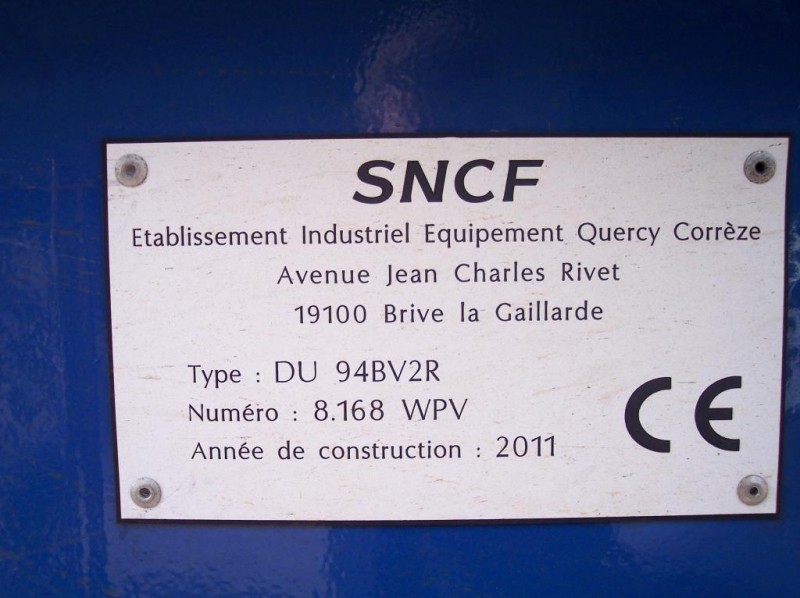 SNCF
Etablissement Industriel Equipement Quercy Corrèze
Avenue Jean Charles Rivet
19100 Brive la Gaillarde
Type : DU 94BV2R
Numéro : 8.168 WPV
Année de construction : 2011
CE